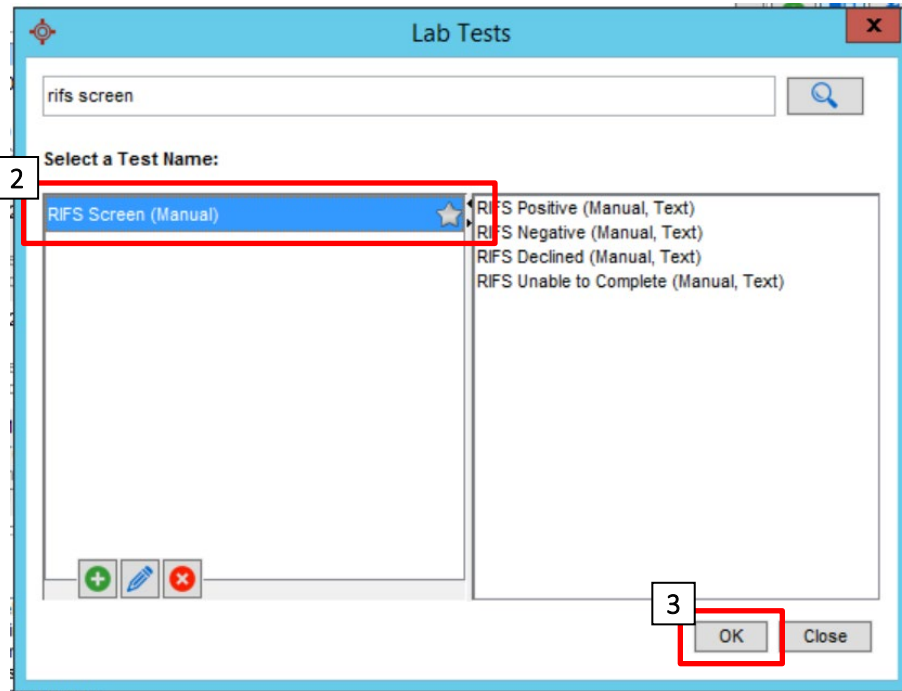 Lab Tests
x
rifs screen
Select a Test Name:
2
RIFS Screen (Manual)
RIFS Positive (Manual, Text)
RIFS Negative (Manual, Text)
RIFS Declined (Manual, Text)
RIFS Unable to Complete (Manual, Text)
3
OK
Close